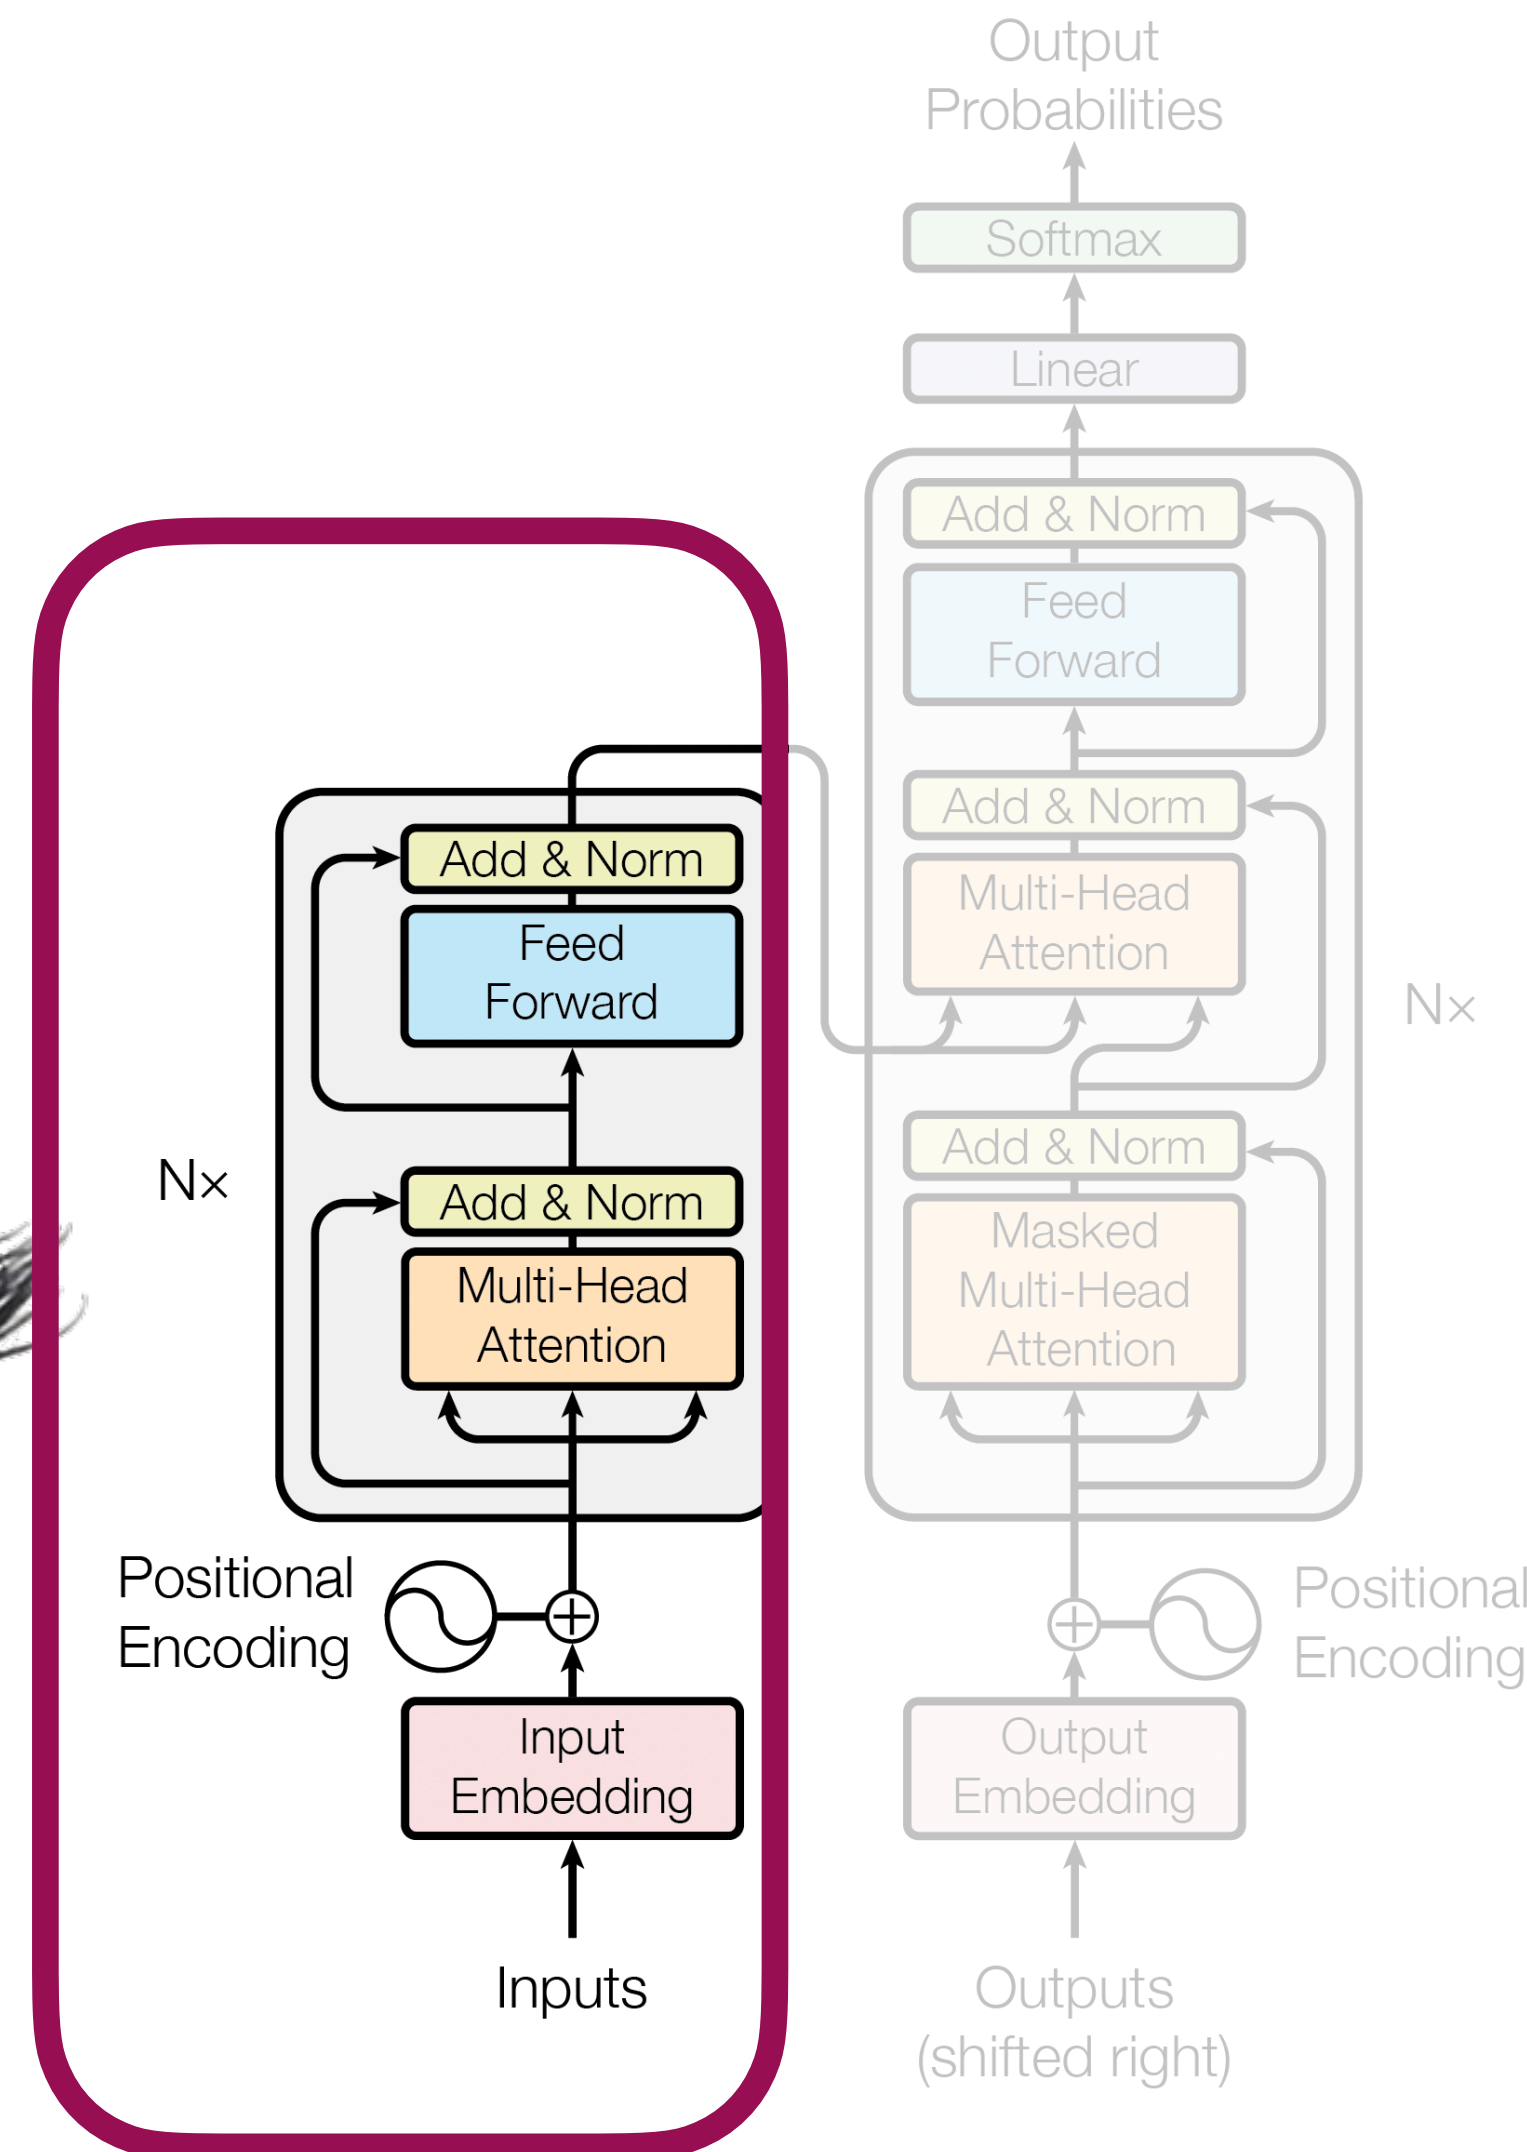 Output
Probabilities
Softmax
Linear
Add & Norm
Feed
Forward
Add & Norm
Multi-Head
Attention
Nx
Add & Norm
Masked
Multi-Head
Attention
Positional
Encoding
Output
Embedding
Outputs
(shifted right)
Add & Norm
Feed
Forward
Nx
Add & Norm
Multi-Head
Attention
Positional
Encoding
Input
Embedding
Inputs